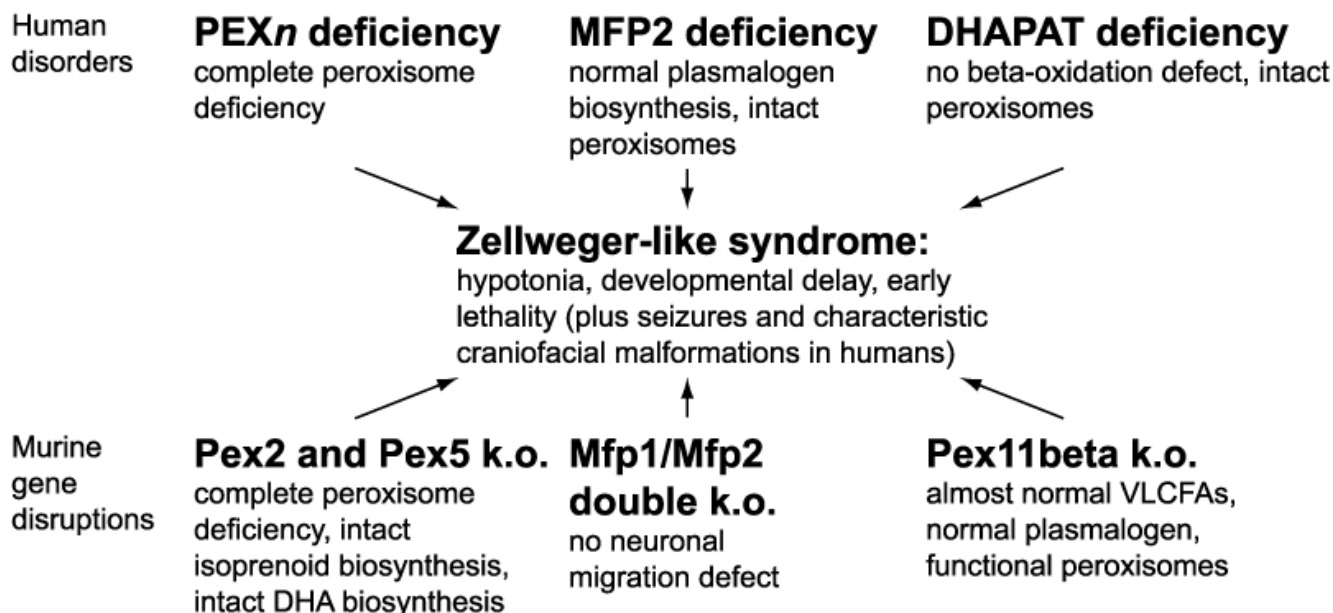 Human
disorders
PEXn deficiency
complete peroxisome
deficiency
MFP2 deficiency
normal plasmalogen
biosynthesis, intact
peroxisomes
DHAPAT deficiency
no beta-oxidation defect, intact
peroxisomes
Zellweger-like syndrome:
hypotonia, developmental delay, early
lethality (plus seizures and characteristic
craniofacial malformations in humans)
Murine
gene
disruptions
Pex2 and Pex5 k.o.
complete peroxisome
deficiency, intact
isoprenoid biosynthesis,
intact DHA biosynthesis
Mfp1/Mfp2
double k.o.
no neuronal
migration defect
Pex11beta k.o.
almost normal VLCFAs,
normal plasmalogen,
functional peroxisomes